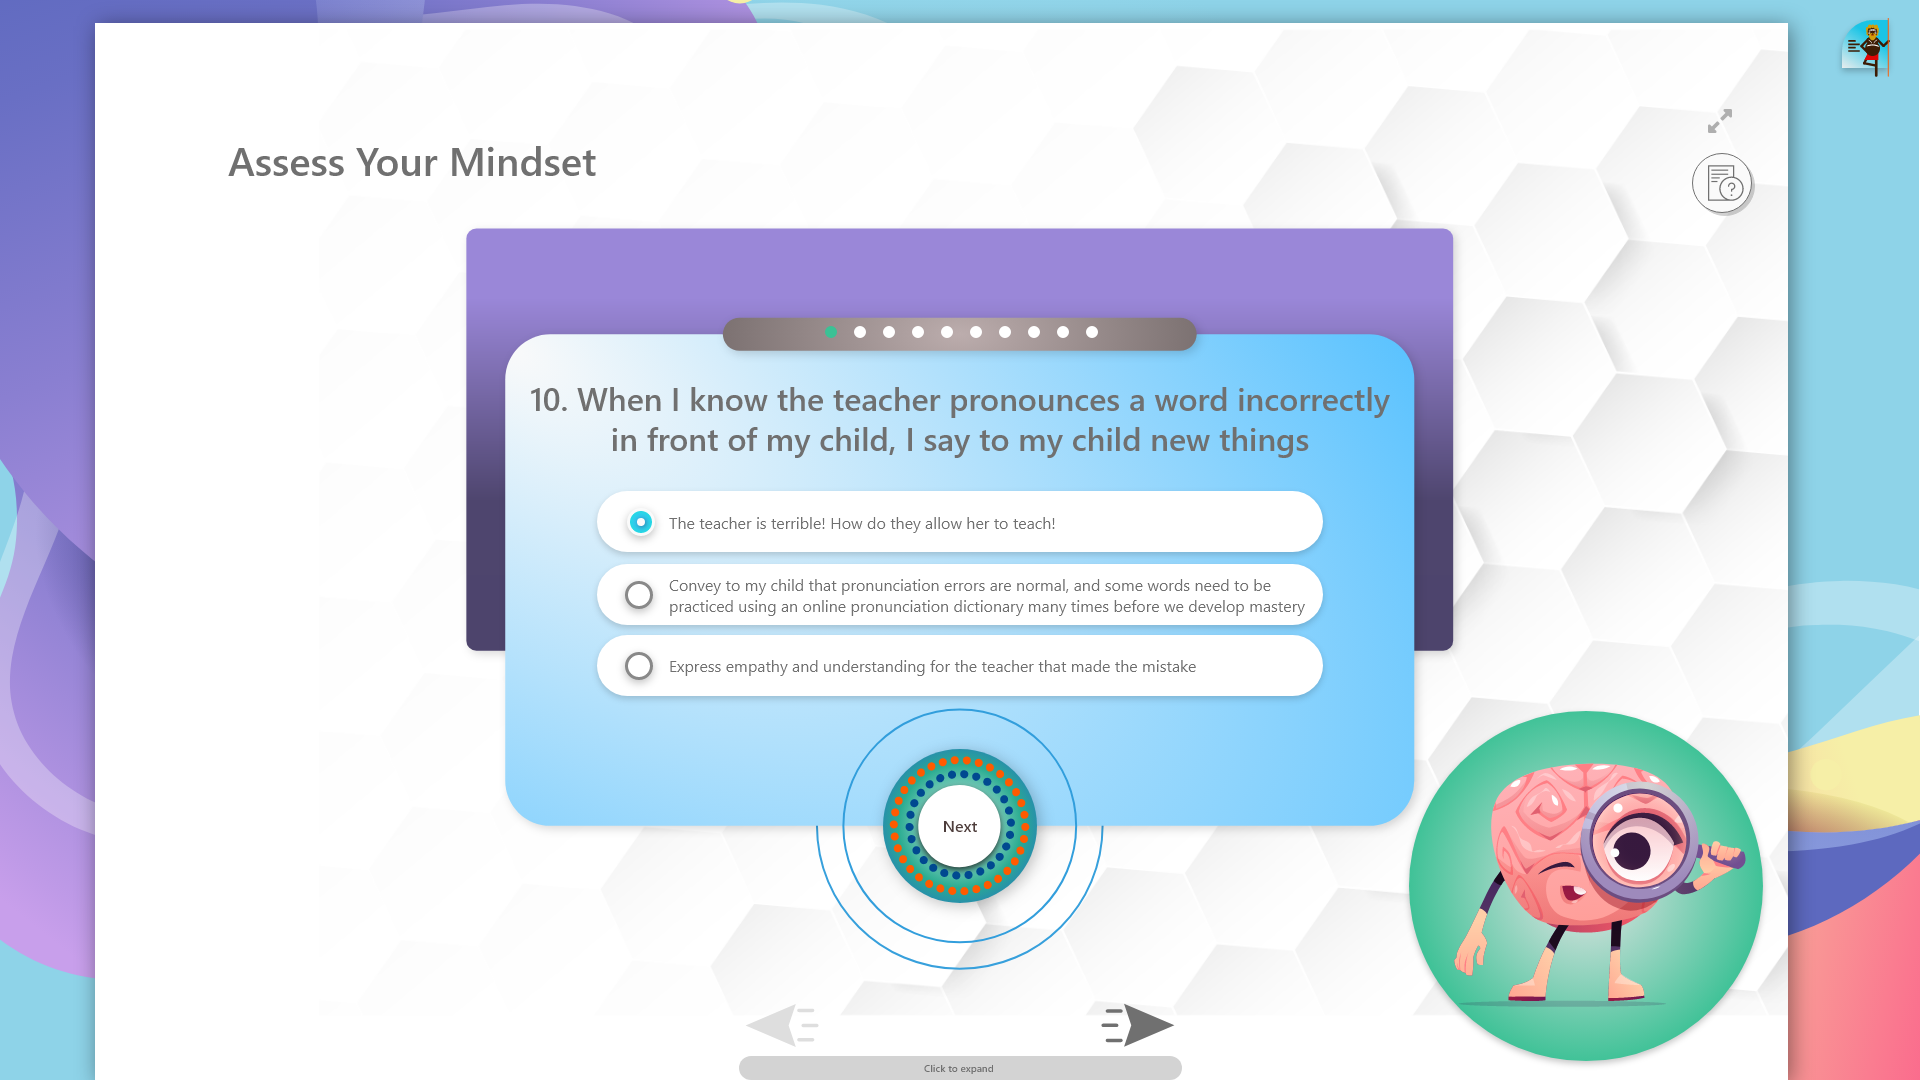 Assess Your Mindset
?
10. When I know the teacher pronounces a word incorrectly
in front of my child, I say to my child new things
The teacher is terrible! How do they allow her to teach!
Convey to my child that pronunciation errors are normal, and some words need to be
practiced using an online pronunciation dictionary many times before we develop mastery
Express empathy and understanding for the teacher that made the mistake
Next
Click to expand